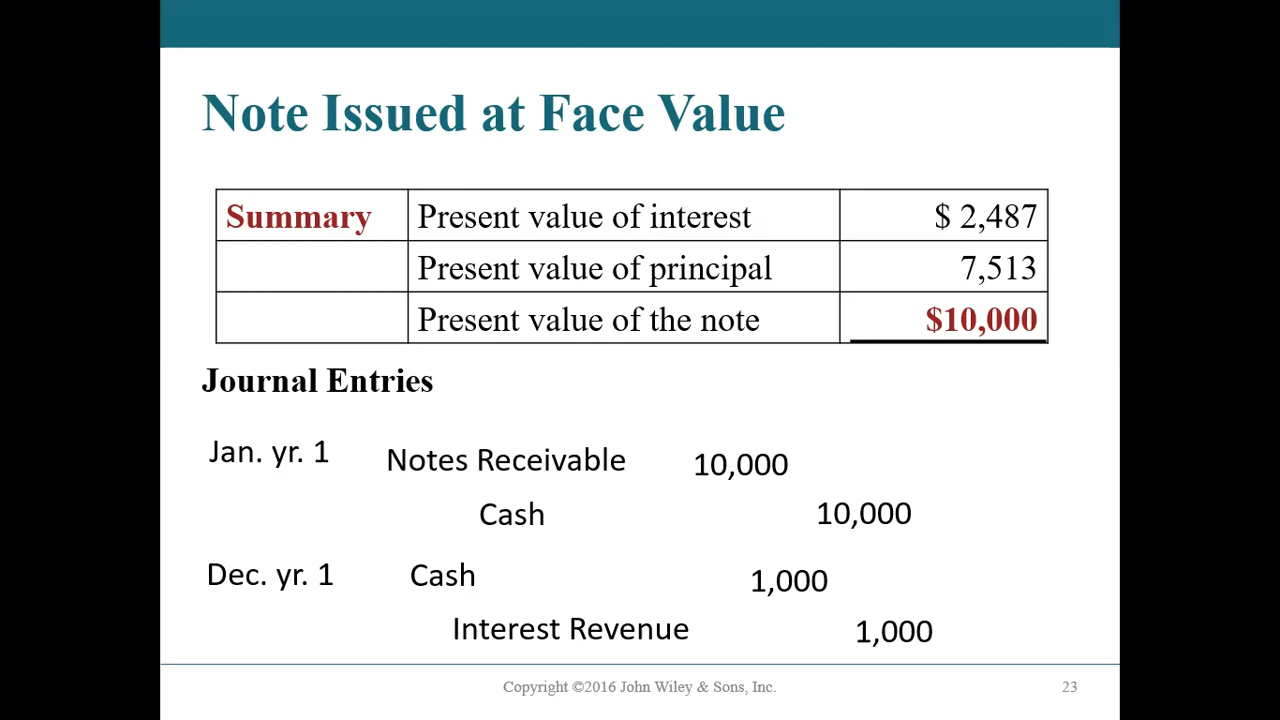 Note Issued at Face Value
Summary Present value of interest $ 2,487
Present value of principal 7,513
Present value of the note $10,000
Journal Entries
Jan. yr. 1 Notes Receivable 10,000
Cash 10,000
Dec. yr. 1 Cash 1,000
Interest Revenue 1,000
Copyright ©2016 John Wiley & Sons, Inc. 23